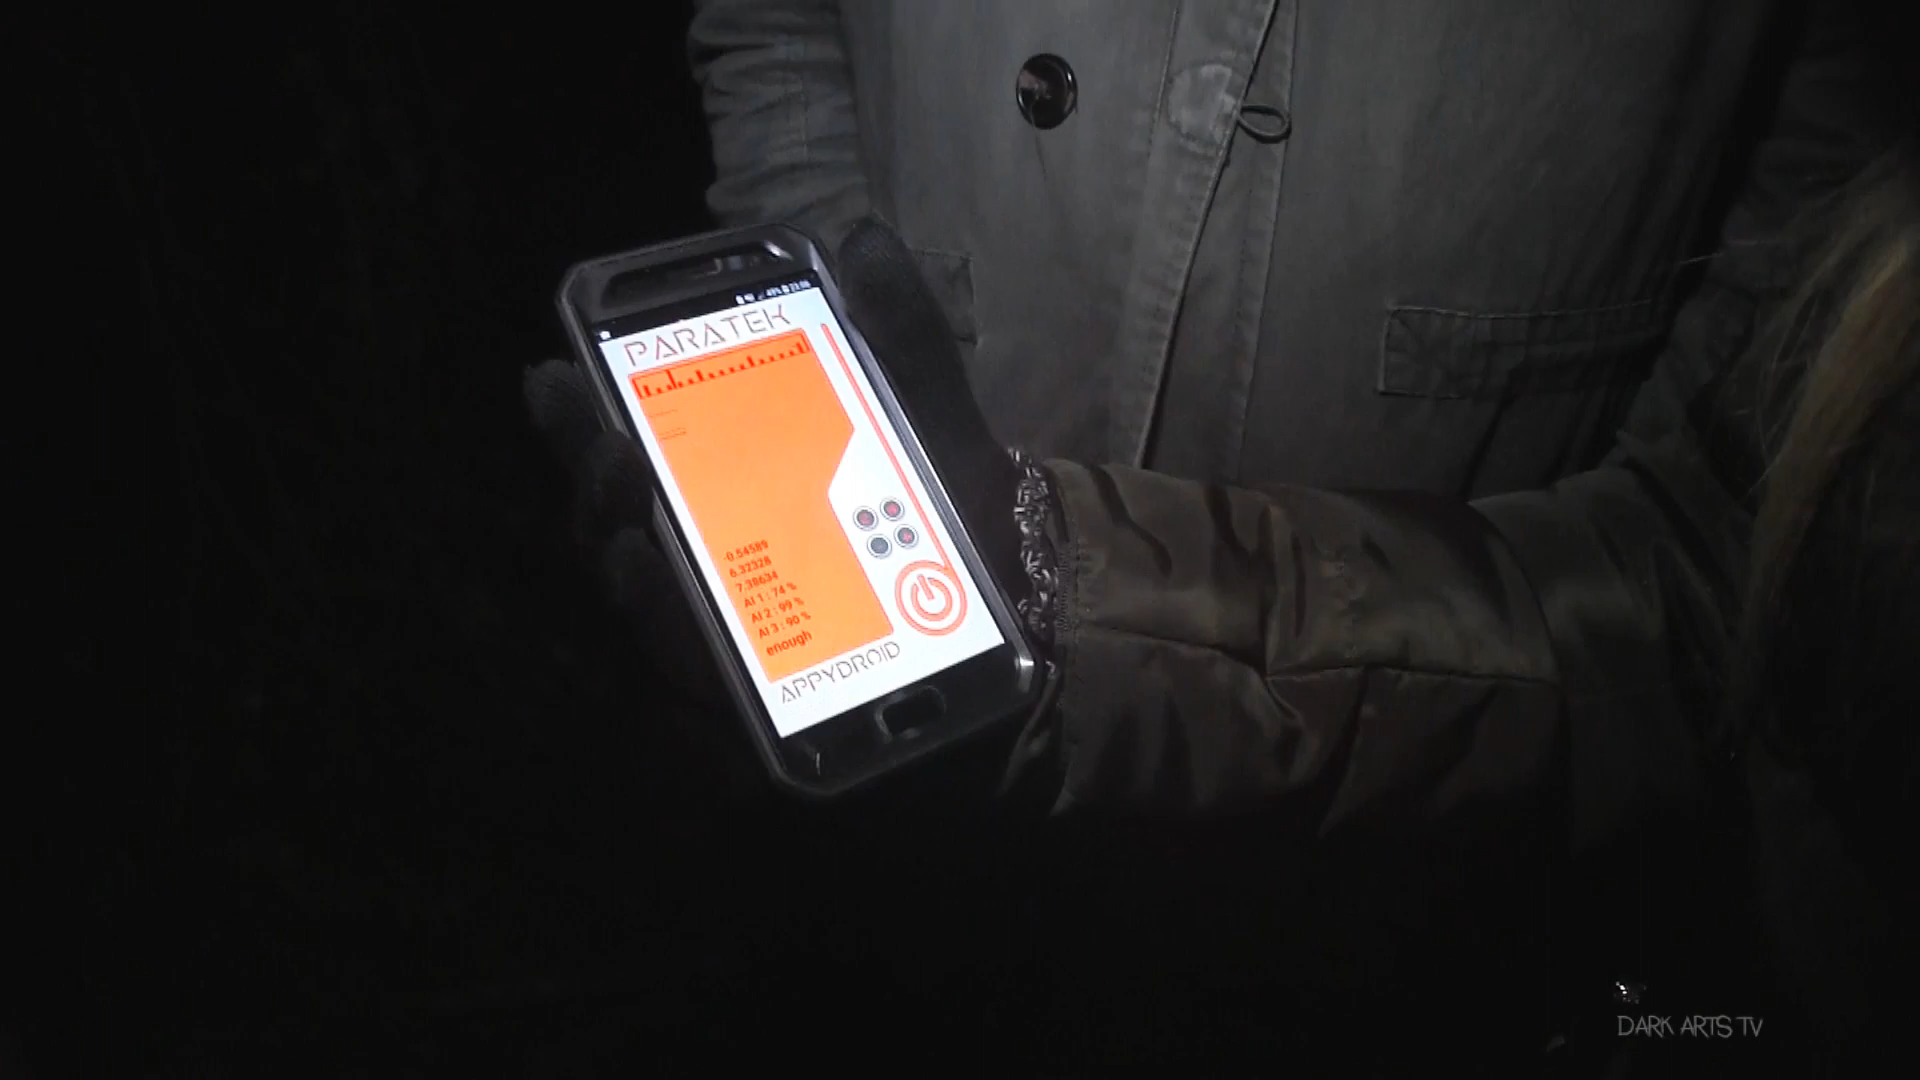 PARATEK
-0.54589
6.32328
7.38634
AI 1 : 74 %
AI 2 : 99 %
AI 3 : 90 %
enough
APPYDROID
DARK ARTS TV